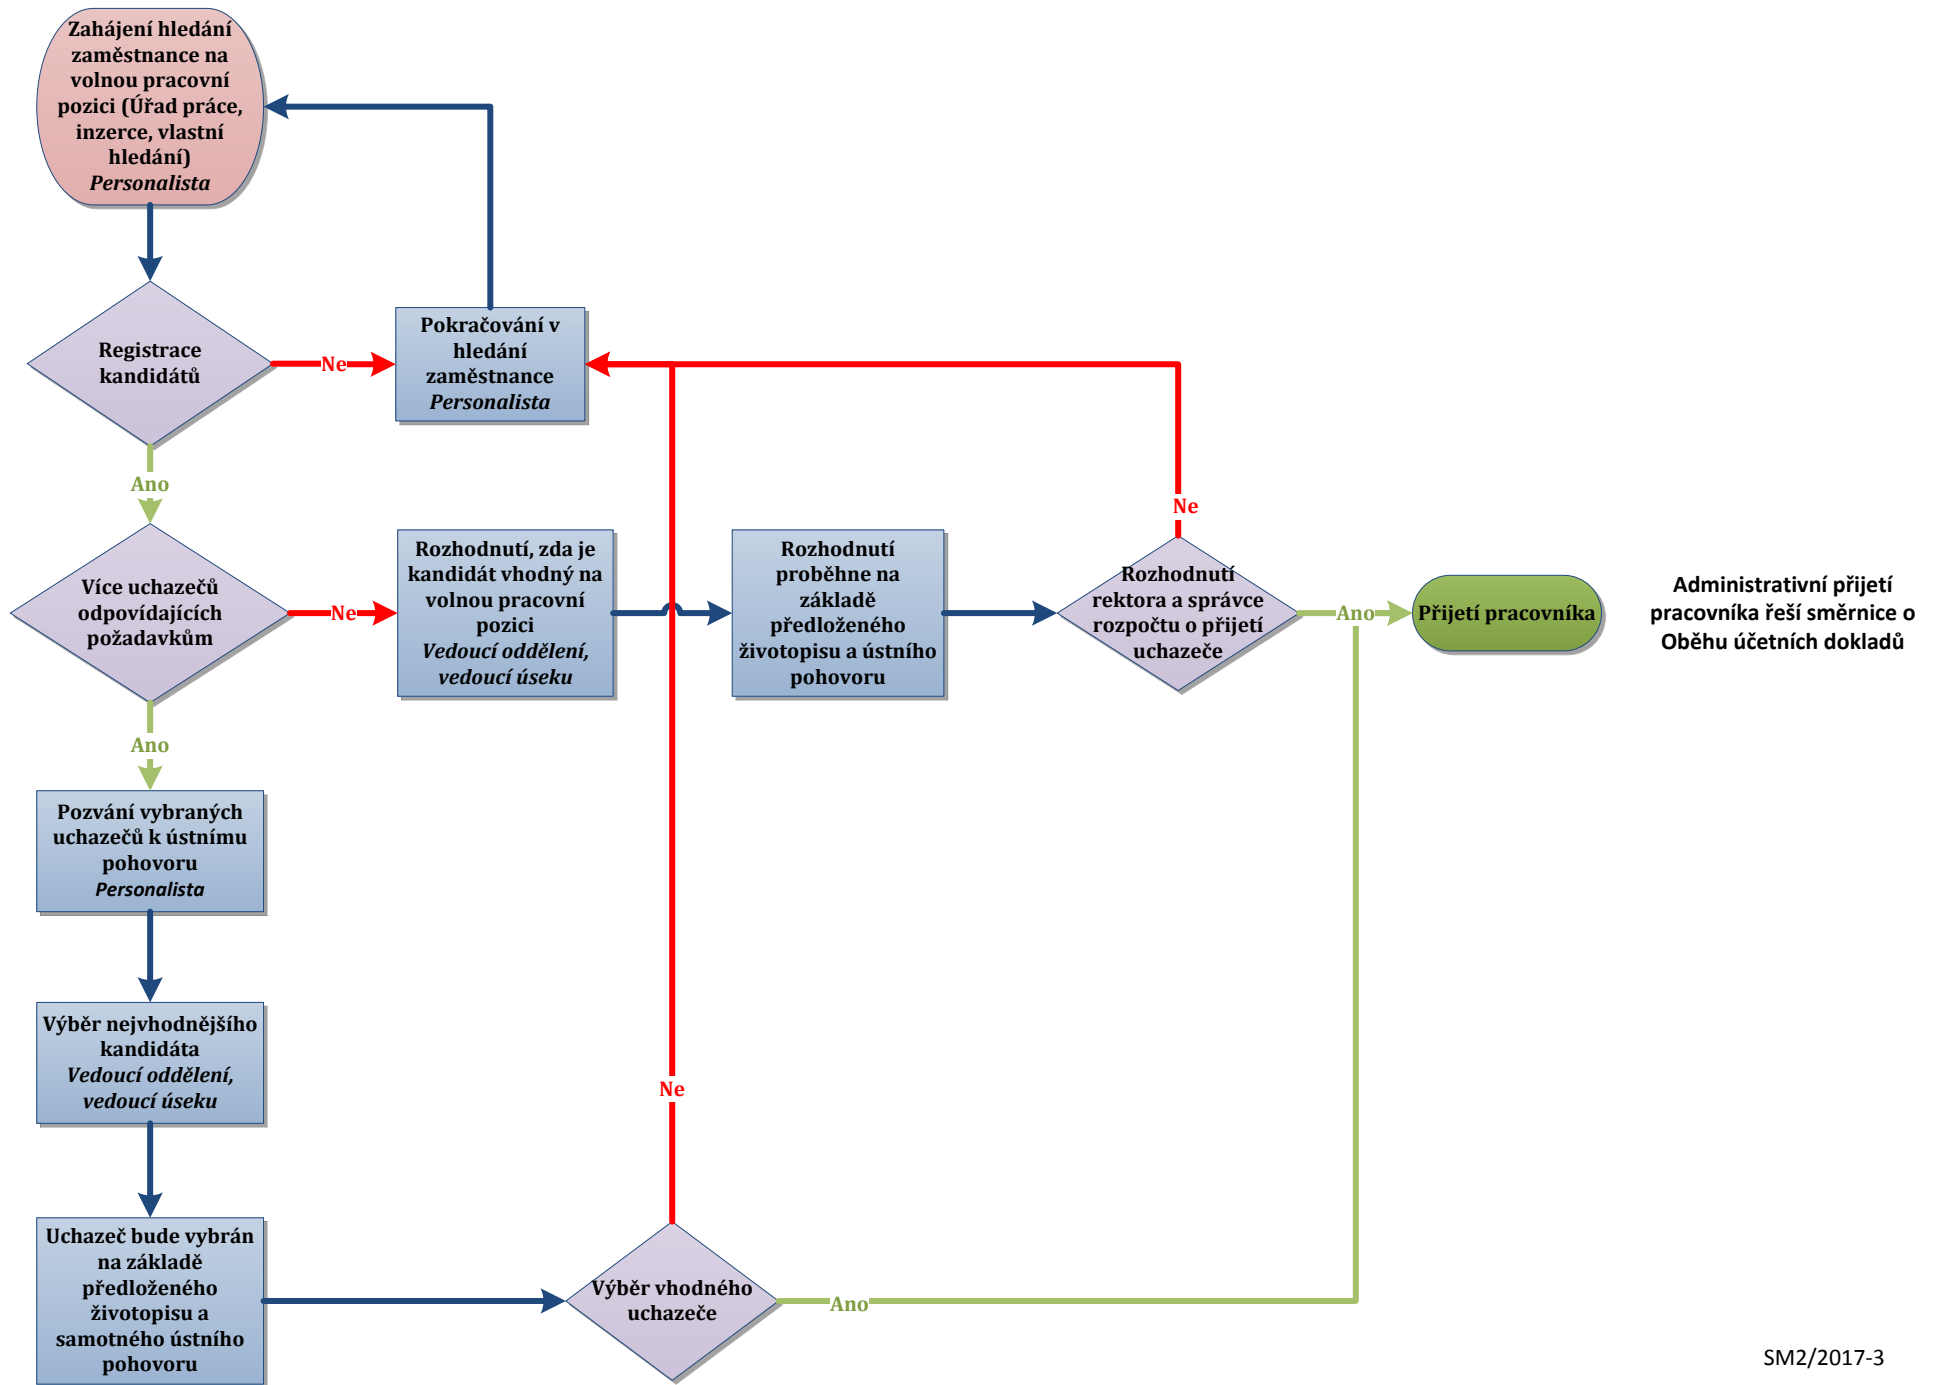 Zahájení hledání
zaměstnance na
volnou pracovní
pozici (Úřad práce,
inzerce, vlastní
hledání)
Personalista
Registrace
kandidátů
Ne
Pokračování v
hledání
zaměstnance
Personalista
Ano
Více uchazečů
odpovídajících
požadavkům
Ne
Rozhodnutí, zda je
kandidát vhodný na
volnou pracovní
pozici
Vedoucí oddělení,
vedoucí úseku
Rozhodnutí
proběhne na
základě
předloženého
životopisu a ústního
pohovoru
Ne
Rozhodnutí
rektora a správce
rozpočtu o přijetí
uchazeče
Ano
Přijetí pracovníka
Administrativní přijetí
pracovníka řeší směrnice o
Oběhu účetních dokladů
Ano
Pozvání vybraných
uchazečů k ústnímu
pohovoru
Personalista
Výběr nejvhodnějšího
kandidáta
Vedoucí oddělení,
vedoucí úseku
Ne
Uchazeč bude vybrán
na základě
předloženého
životopisu a
samotného ústního
pohovoru
Výběr vhodného
uchazeče
Ano
SM2/2017-3